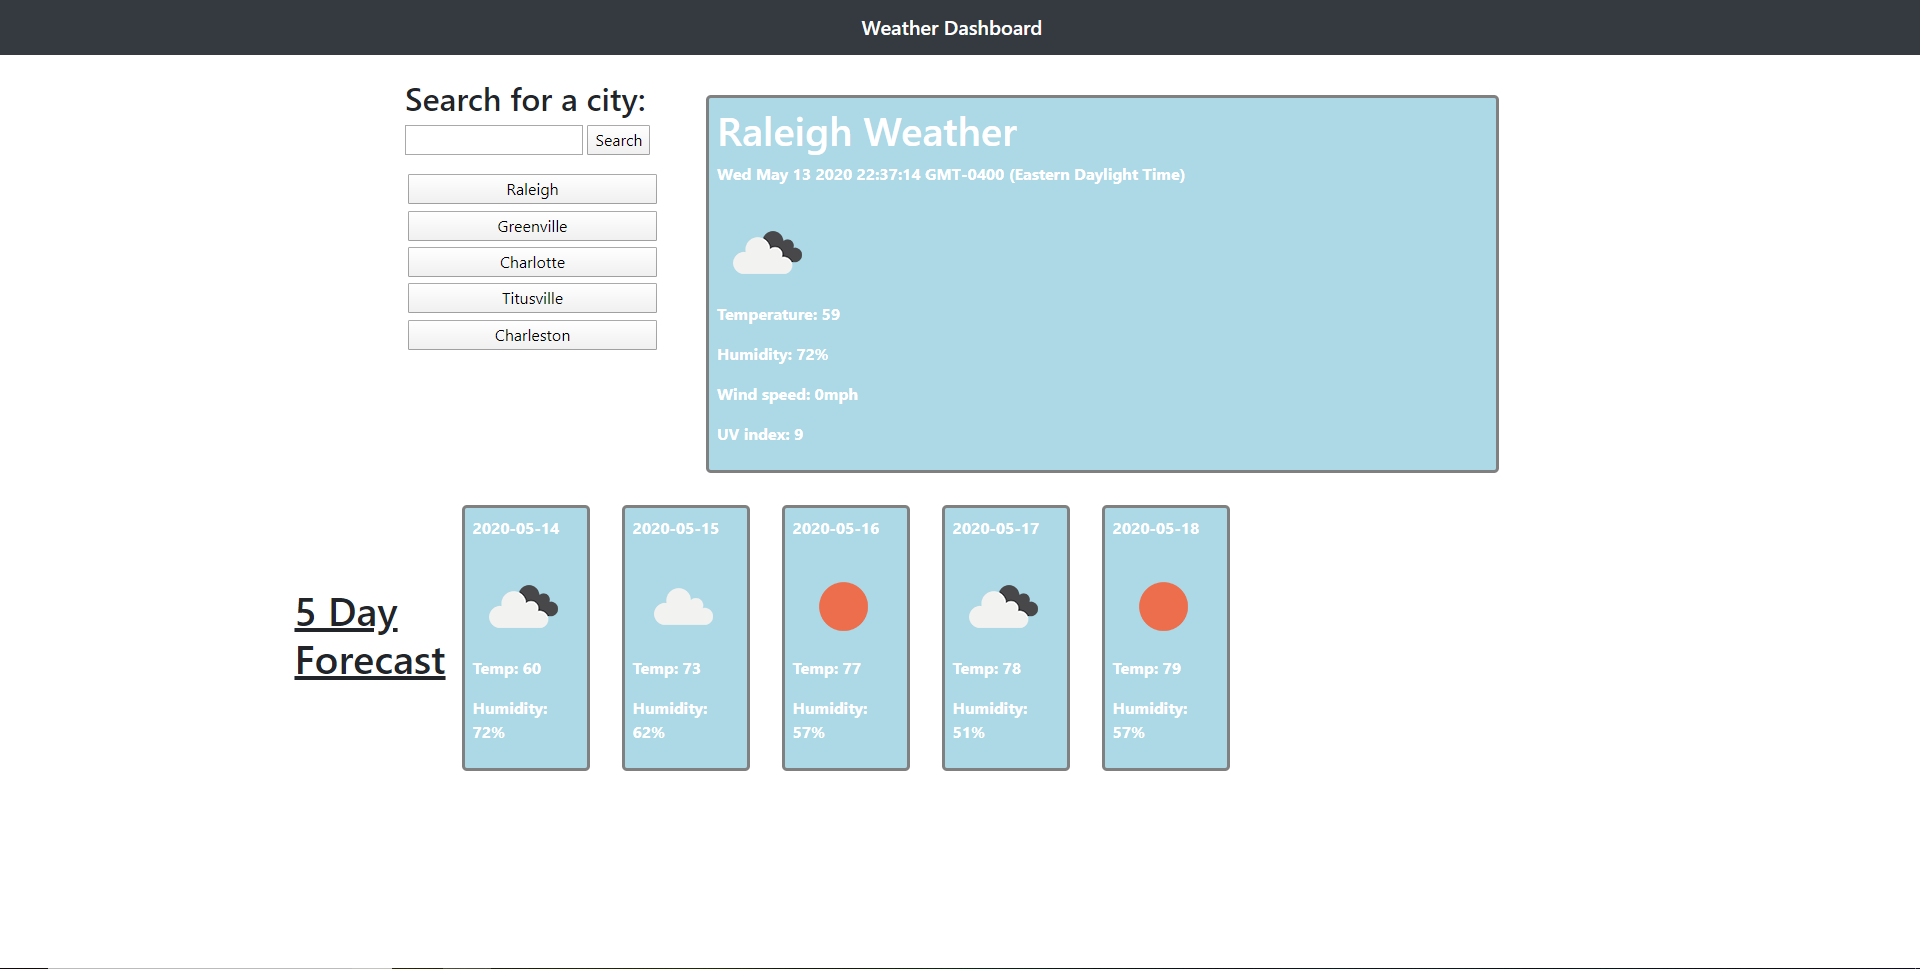 Weather Dashboard
Search for a city:
Search
Raleigh
Greenville
Charlotte
Titusville
Charleston
Raleigh Weather
Wed May 13 2020 22:37:14 GMT-0400 (Eastern Daylight Time)
Temperature: 59
Humidity: 72%
Wind speed: 0mph
UV index: 9
5 Day
Forecast
2020-05-14
Temp: 60
Humidity:
72%
2020-05-15
Temp: 73
Humidity:
62%
2020-05-16
Temp: 77
Humidity:
57%
2020-05-17
Temp: 78
Humidity:
51%
2020-05-18
Temp: 79
Humidity:
57%